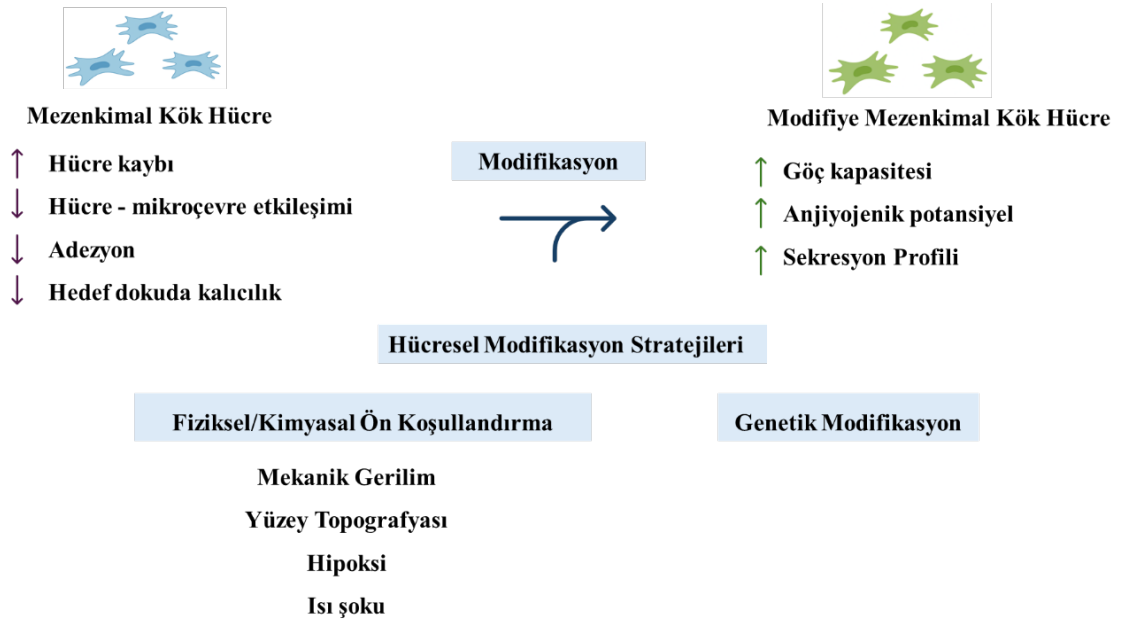 Mezenkimal Kök Hücre
↑ Hücre kaybı
↓ Hücre - mikroçevre etkileşimi
↓ Adezyon
↓ Hedef dokuda kalıcılık
Modifikasyon
Modifiye Mezenkimal Kök Hücre
↑ Göç kapasitesi
↑ Anjiyojenik potansiyel
↑ Sekresyon Profili
Hücresel Modifikasyon Stratejileri
Fiziksel/Kimyasal Ön Koşullandırma
Mekanik Gerilim
Yüzey Topografyası
Hipoksi
Isı şoku
Genetik Modifikasyon